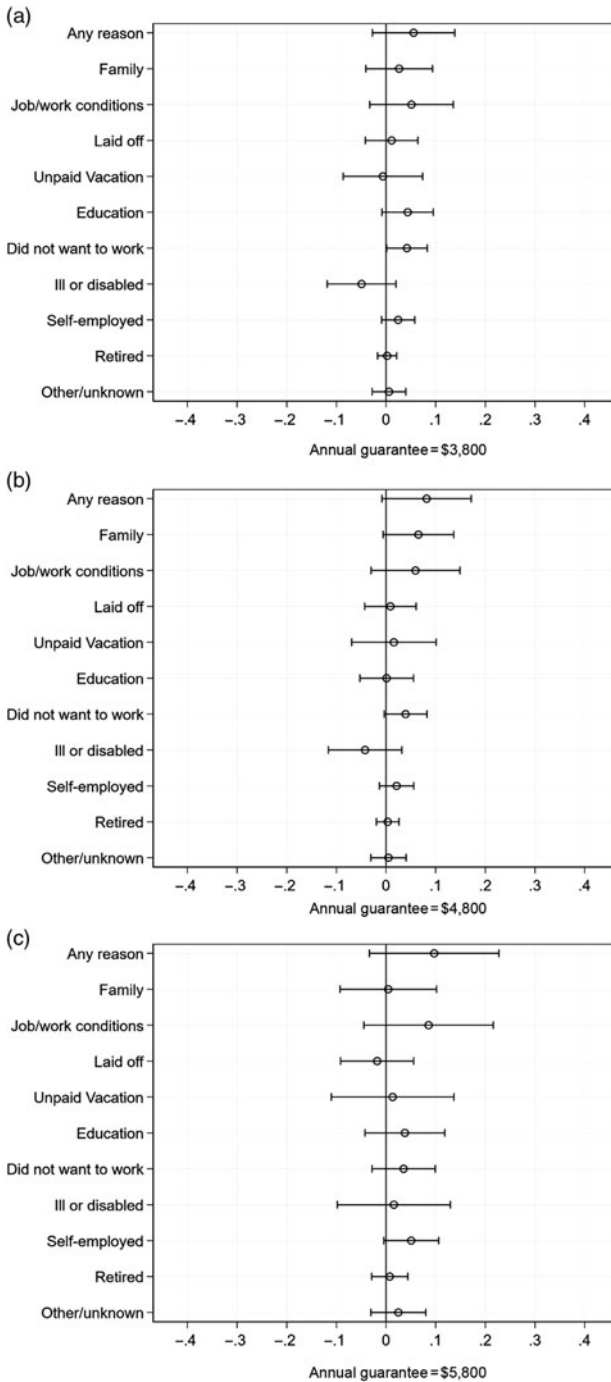 (a)
Any reason
Family
Job/work conditions
Laid off
Unpaid Vacation
Education
Did not want to work
Ill or disabled
Self-employed
Retired
Other/unknown
–.4 –.3 –.2 –.1 0 .1 .2 .3 .4
Annual guarantee = $3,800
(b)
Any reason
Family
Job/work conditions
Laid off
Unpaid Vacation
Education
Did not want to work
Ill or disabled
Self-employed
Retired
Other/unknown
–.4 –.3 –.2 –.1 0 .1 .2 .3 .4
Annual guarantee = $4,800
(c)
Any reason
Family
Job/work conditions
Laid off
Unpaid Vacation
Education
Did not want to work
Ill or disabled
Self-employed
Retired
Other/unknown
–.4 –.3 –.2 –.1 0 .1 .2 .3 .4
Annual guarantee = $5,800